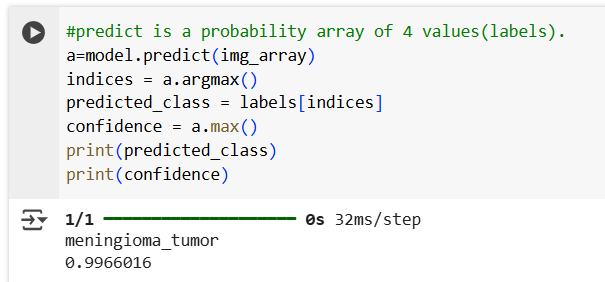 #predict is a probability array of 4 values(labels).
a=model.predict(img_array)
indices = a.argmax()
predicted_class = labels[indices]
confidence = a.max()
print(predicted_class)
print(confidence)
1/1 ━━━━━━━━━━━━━━━━━━━━ 0s 32ms/step
meningioma_tumor
0.9966016